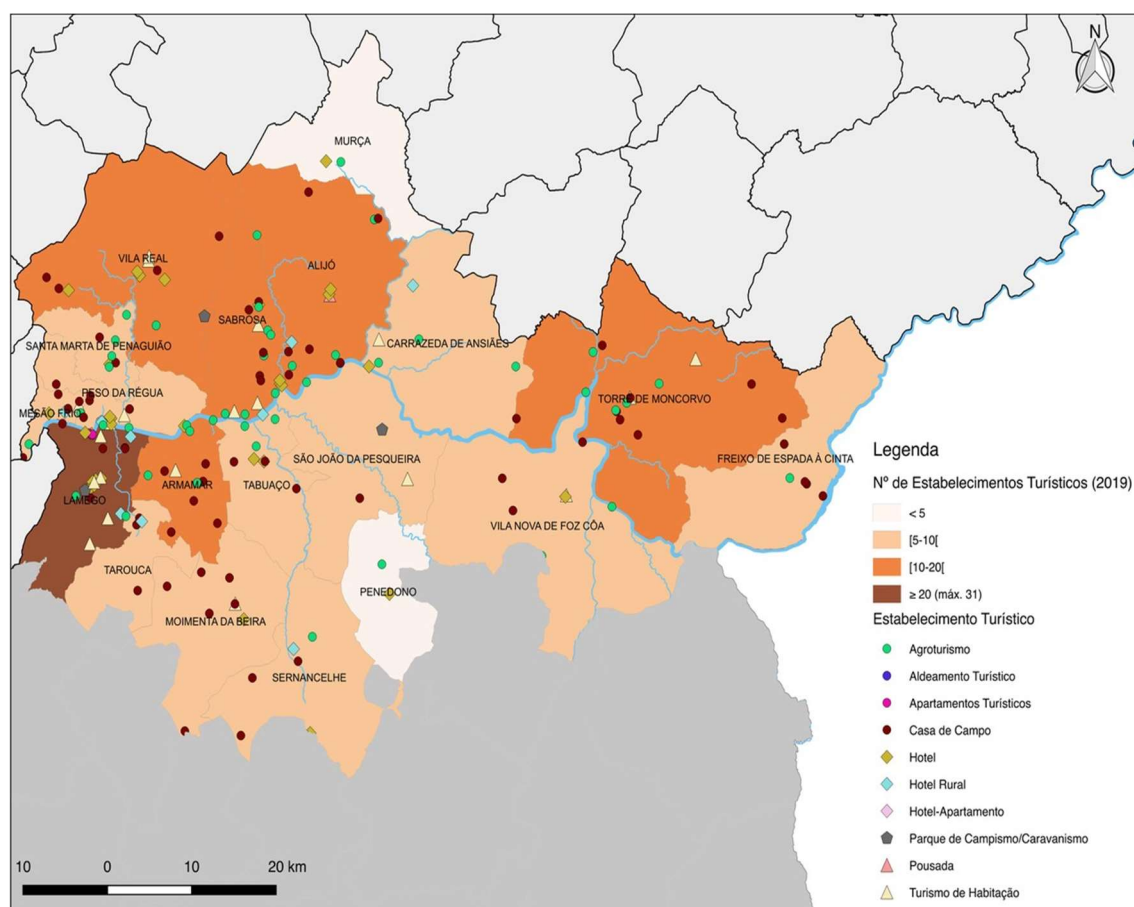 N
MURÇA
VILA REAL
ALIJÓ
SABROSA
SANTA MARTA DE PENAGUIÃO
CARRAZEDA DE ANSIÃES
PESO DA RÉGUA
MESÃO FRIO
TORRE DE MONCORVO
FREIXO DE ESPADA À CINTA
SÃO JOÃO DA PESQUEIRA
ARMAMAR
TABUAÇO
LAMEGO
VILA NOVA DE FOZ CÔA
TAROUCA
PENEDONO
MOIMENTA DA BEIRA
SERNANCELHE
Legenda
Nº de Estabelecimentos Turísticos (2019)
< 5
[5-10[
[10-20[
≥ 20 (máx. 31)
Estabelecimento Turístico
Agroturismo
Aldeamento Turístico
Apartamentos Turísticos
Casa de Campo
Hotel
Hotel Rural
Hotel-Apartamento
Parque de Campismo/Caravanismo
Pousada
Turismo de Habitação
10 0 10 20 km